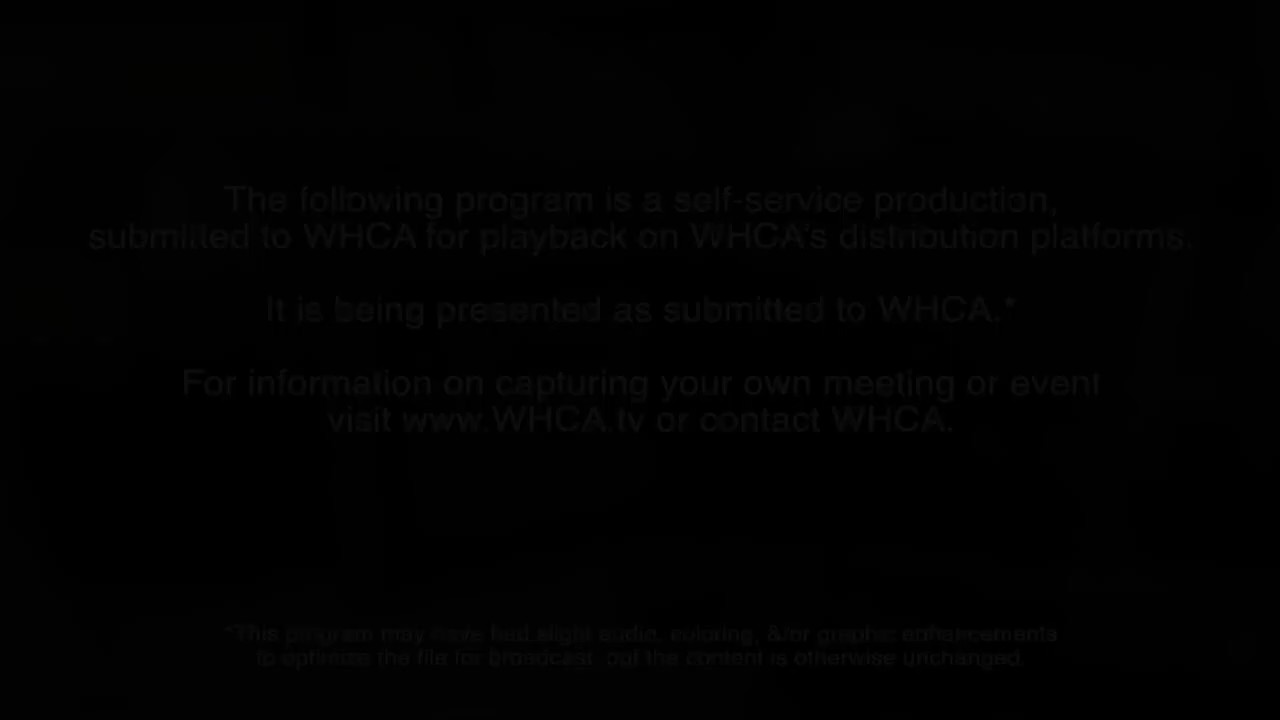 The following program is a self-service production,
submitted to WHCA for playback on WHCA's distribution platforms.
It is being presented as submitted to WHCA.*
For information on capturing your own meeting or event
visit www.WHCA.tv or contact WHCA.
*This program may have had slight audio, coloring, &/or graphic enhancements
to optimize the file for broadcast, but the content is otherwise unchanged.